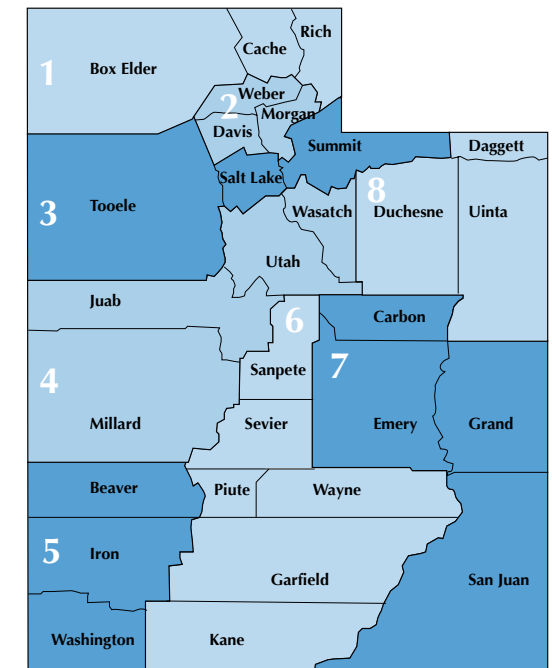 Rich
Cache
1
Box Elder
Weber
2
Morgan
Davis
Summit
Daggett
Salt Lake
8
3
Tooele
Wasatch
Duchesne
Uinta
Utah
Juab
6
Carbon
Sanpete
7
4
Millard
Sevier
Emery
Grand
Beaver
Piute
Wayne
5
Iron
Garfield
San Juan
Washington
Kane